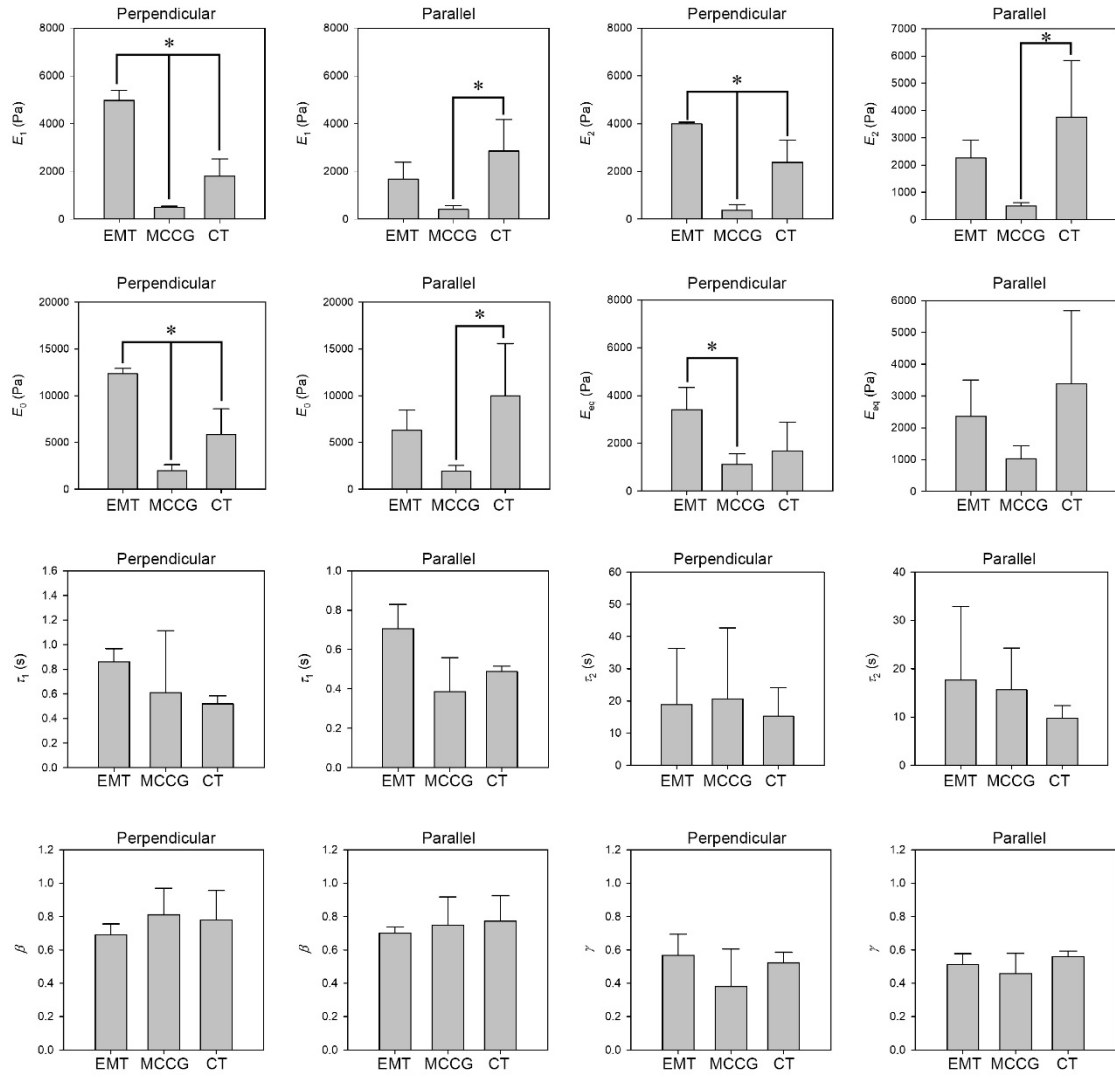 Perpendicular
E1 (Pa)
8000
6000
4000
2000
0
*
EMT MCCG CT
Parallel
E1 (Pa)
8000
6000
4000
2000
0
*
EMT MCCG CT
Perpendicular
E2 (Pa)
8000
6000
4000
2000
0
*
EMT MCCG CT
Parallel
E2 (Pa)
7000
6000
5000
4000
3000
2000
1000
0
*
EMT MCCG CT
Perpendicular
E0 (Pa)
20000
15000
10000
5000
0
*
EMT MCCG CT
Parallel
E0 (Pa)
20000
15000
10000
5000
0
*
EMT MCCG CT
Perpendicular
Eec (Pa)
8000
6000
4000
2000
0
*
EMT MCCG CT
Parallel
Eeq (Pa)
6000
5000
4000
3000
2000
1000
0
EMT MCCG CT
Perpendicular
τ1 (s)
1.6
1.4
1.2
1.0
0.8
0.6
0.4
0.2
0.0
EMT MCCG CT
Parallel
τ1 (s)
1.0
0.8
0.6
0.4
0.2
0.0
EMT MCCG CT
Perpendicular
τ2 (s)
60
50
40
30
20
10
0
EMT MCCG CT
Parallel
τ2 (s)
40
30
20
10
0
EMT MCCG CT
Perpendicular
β
1.2
1.0
0.8
0.6
0.4
0.2
0.0
EMT MCCG CT
Parallel
β
1.2
1.0
0.8
0.6
0.4
0.2
0.0
EMT MCCG CT
Perpendicular
γ
1.2
1.0
0.8
0.6
0.4
0.2
0.0
EMT MCCG CT
Parallel
γ
1.2
1.0
0.8
0.6
0.4
0.2
0.0
EMT MCCG CT